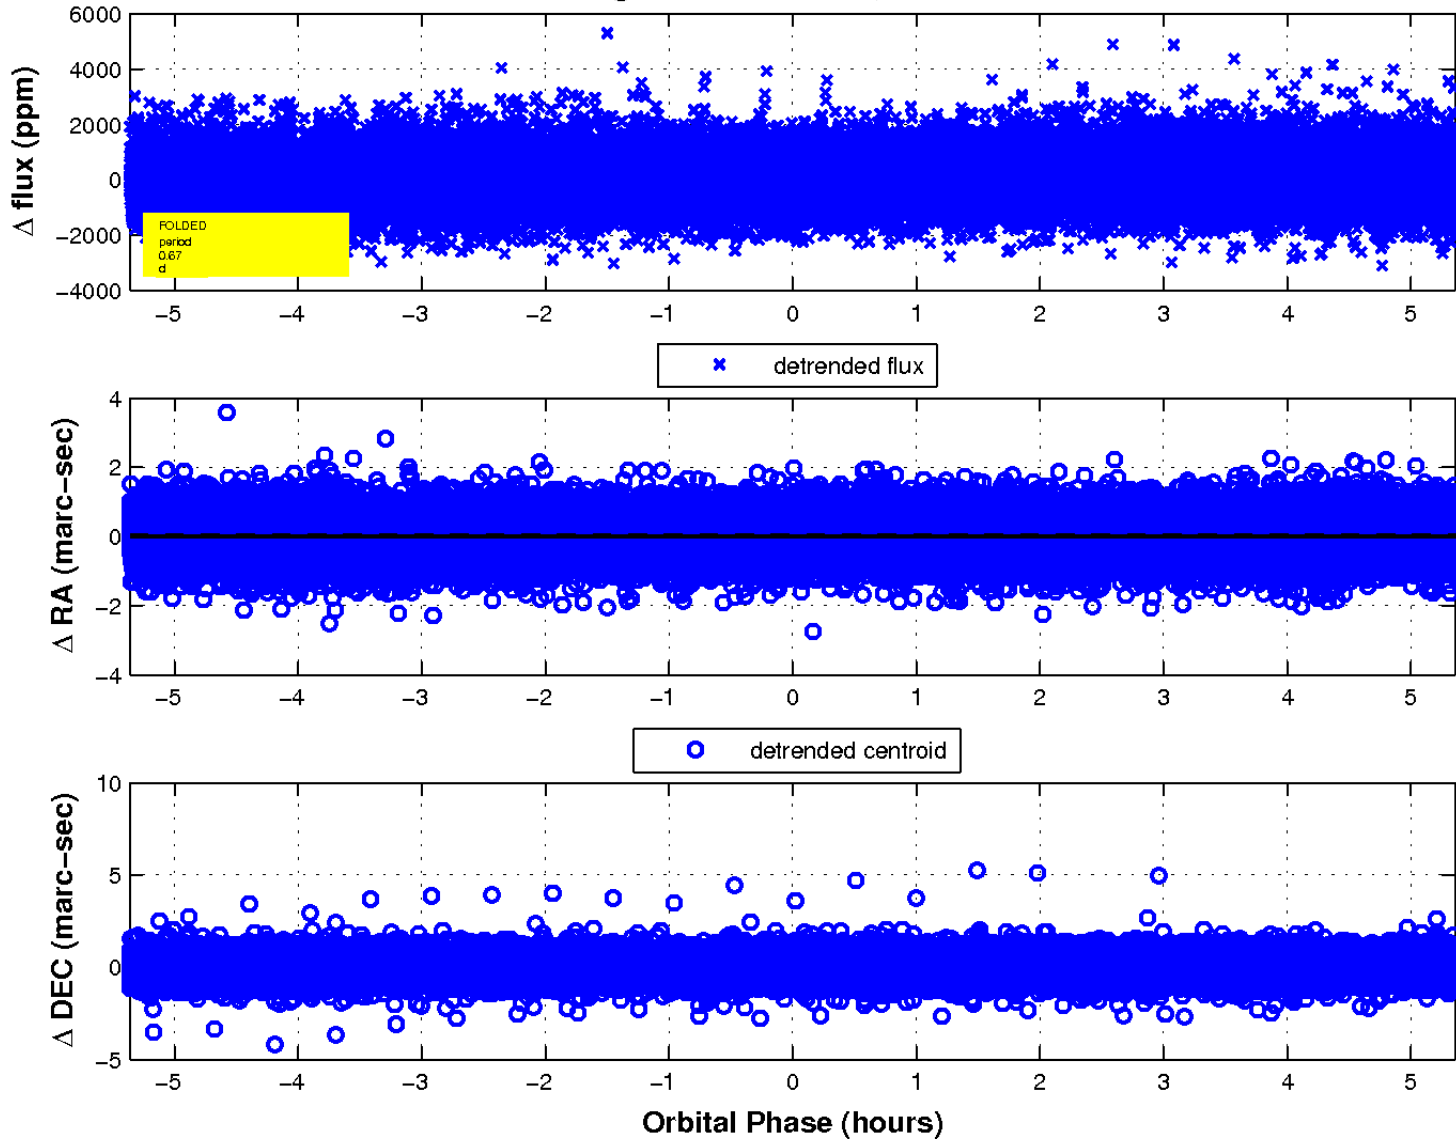 6000
4000
2000
0
−2000
−4000
Δ flux (ppm)
FOLDED
period
0.67
d
−5 −4 −3 −2 −1 0 1 2 3 4 5
detrended flux
4
2
0
−2
−4
Δ RA (marc−sec)
−5 −4 −3 −2 −1 0 1 2 3 4 5
detrended centroid
10
5
0
−5
Δ DEC (marc−sec)
−5 −4 −3 −2 −1 0 1 2 3 4 5
Orbital Phase (hours)